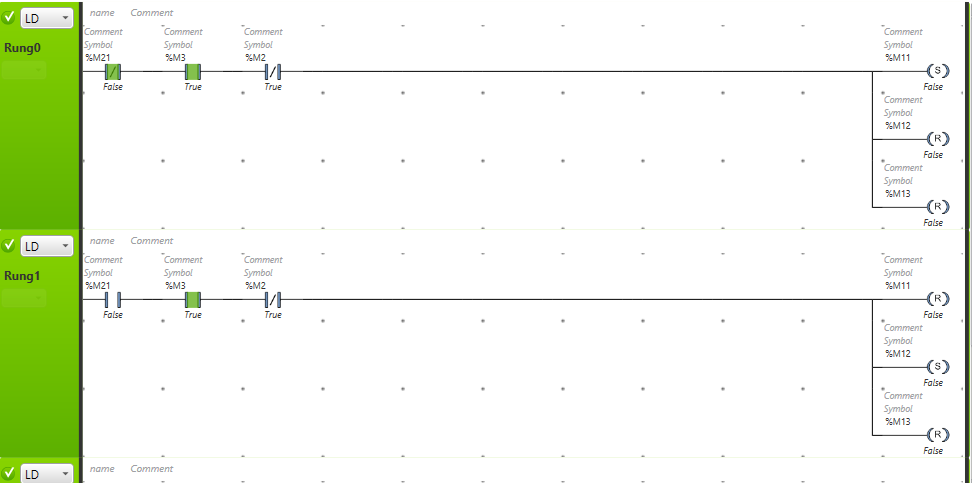 LD
name Comment
Rung0
Comment Comment Comment Comment
Symbol Symbol Symbol Symbol
%M21 %M3 %M2 %M11
S
False True True False
Comment
Symbol
%M12
R
False
Comment
Symbol
%M13
R
False
LD
name Comment
Rung1
Comment Comment Comment Comment
Symbol Symbol Symbol Symbol
%M21 %M3 %M2 %M11
R
False True True False
Comment
Symbol
%M12
S
False
Comment
Symbol
%M13
R
False
LD
name Comment